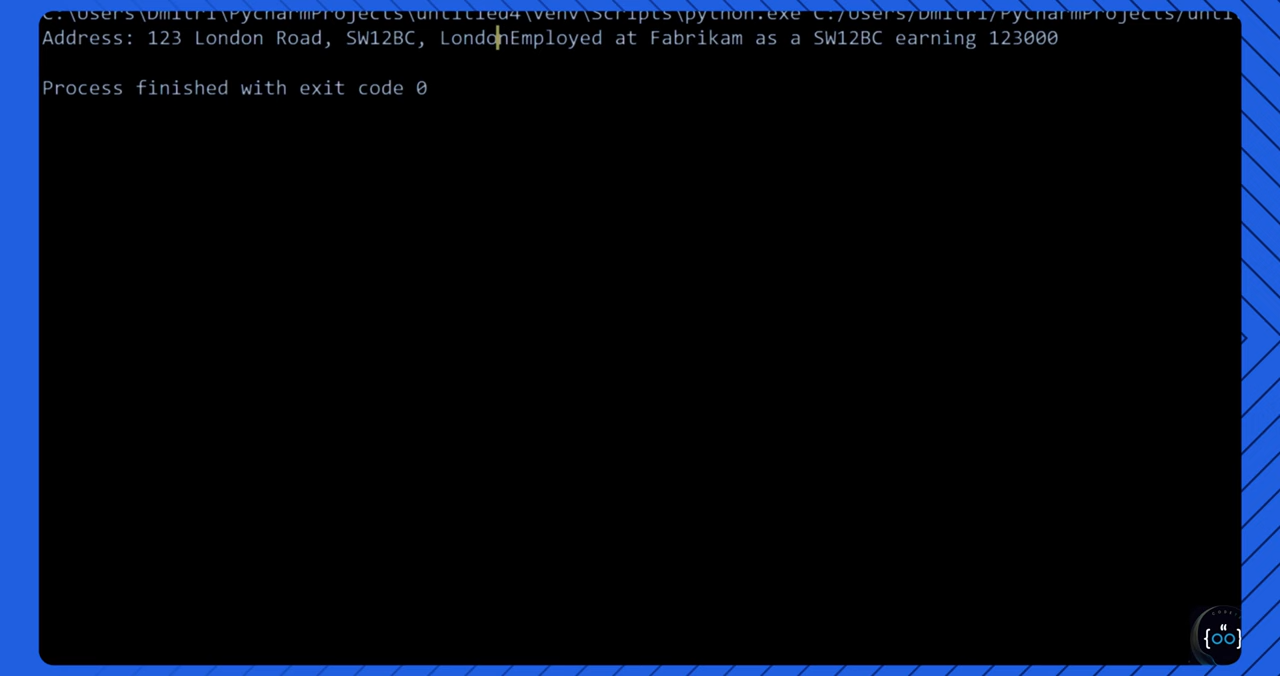 C:\Users\Dmitri\PycharmProjects\untitled4\venv\Scripts\python.exe C:/Users/Dmitri/PycharmProjects/unti
Address: 123 London Road, SW12BC, LondonEmployed at Fabrikam as a SW12BC earning 123000
Process finished with exit code 0